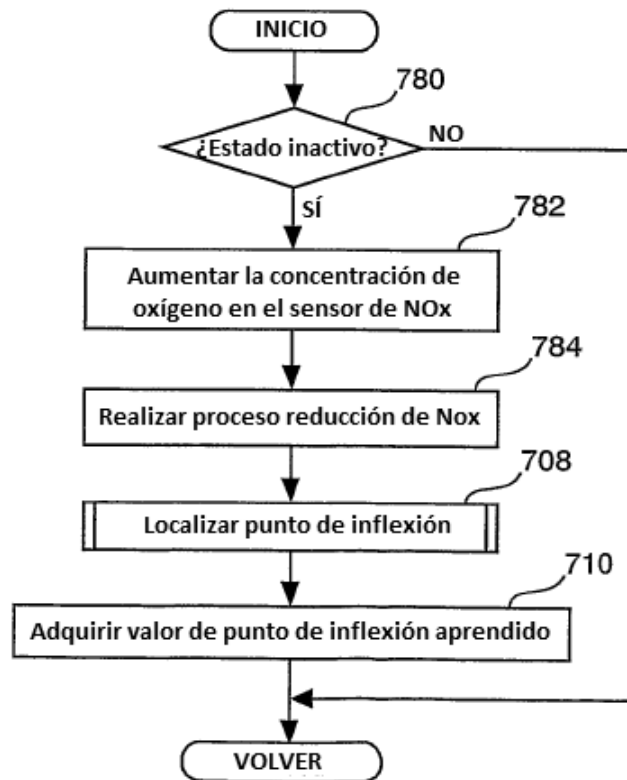 INICIO
780
¿Estado inactivo?
NO
SÍ
782
Aumentar la concentración de
oxígeno en el sensor de NOx
784
Realizar proceso reducción de Nox
708
Localizar punto de inflexión
710
Adquirir valor de punto de inflexión aprendido
VOLVER